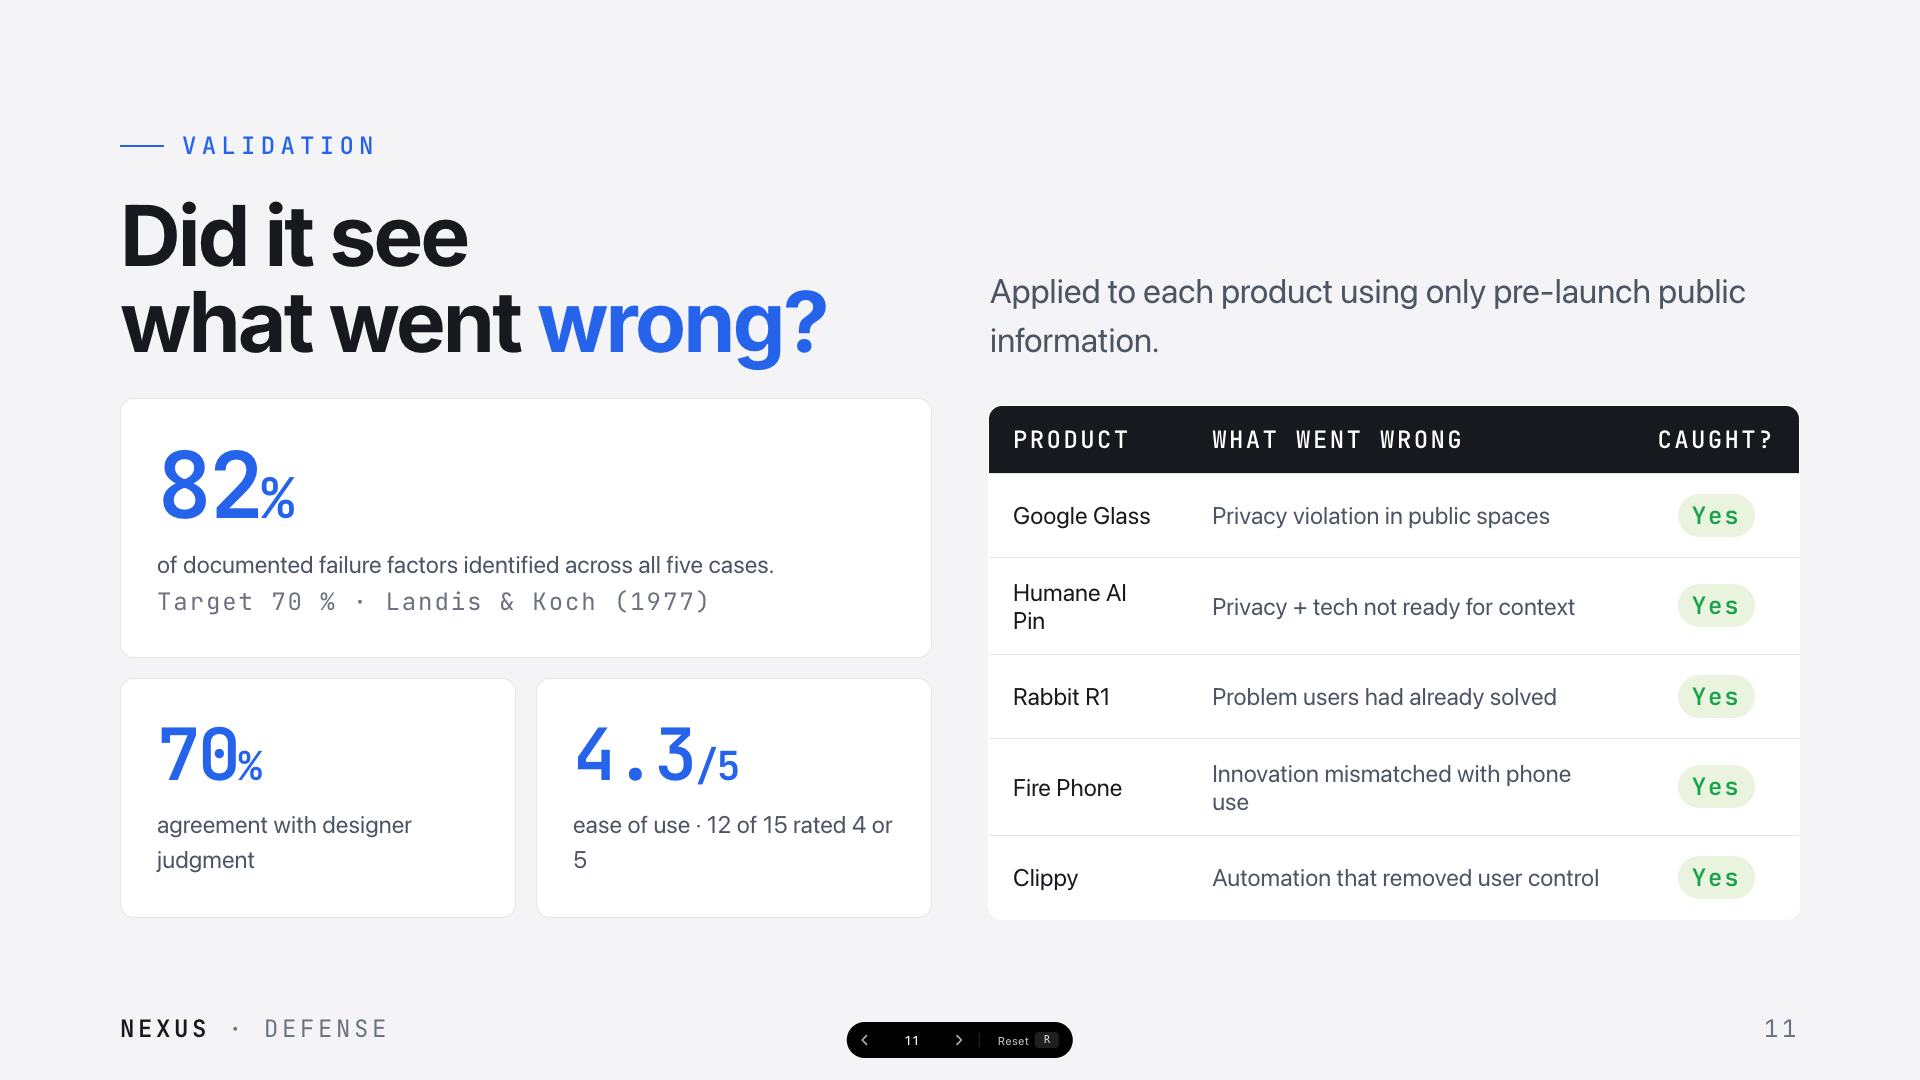 VALIDATION
Did it see
what went wrong?
82%
of documented failure factors identified across all five cases.
Target 70 % · Landis & Koch (1977)
70%
agreement with designer
judgment
4.3/5
ease of use · 12 of 15 rated 4 or
5
Applied to each product using only pre-launch public
information.
PRODUCT WHAT WENT WRONG CAUGHT?
Google Glass Privacy violation in public spaces Yes
Humane AI
Pin Privacy + tech not ready for context Yes
Rabbit R1 Problem users had already solved Yes
Fire Phone Innovation mismatched with phone
use Yes
Clippy Automation that removed user control Yes
NEXUS · DEFENSE
11 Reset R
11